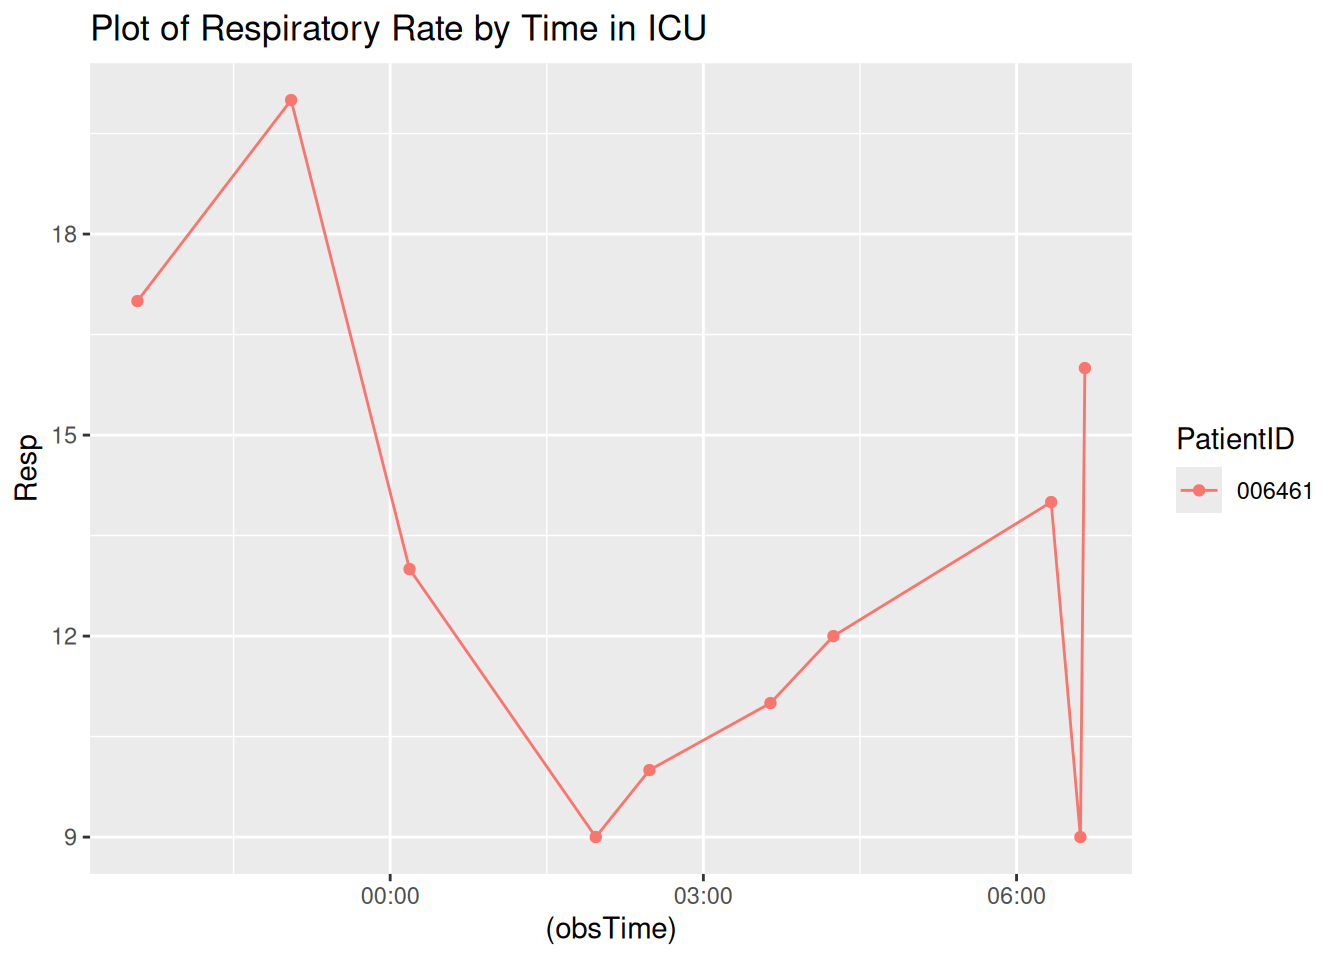 Plot of Respiratory Rate by Time in ICU
18
15
12
9
Resp
00:00
03:00
06:00
(obsTime)
PatientID
006461